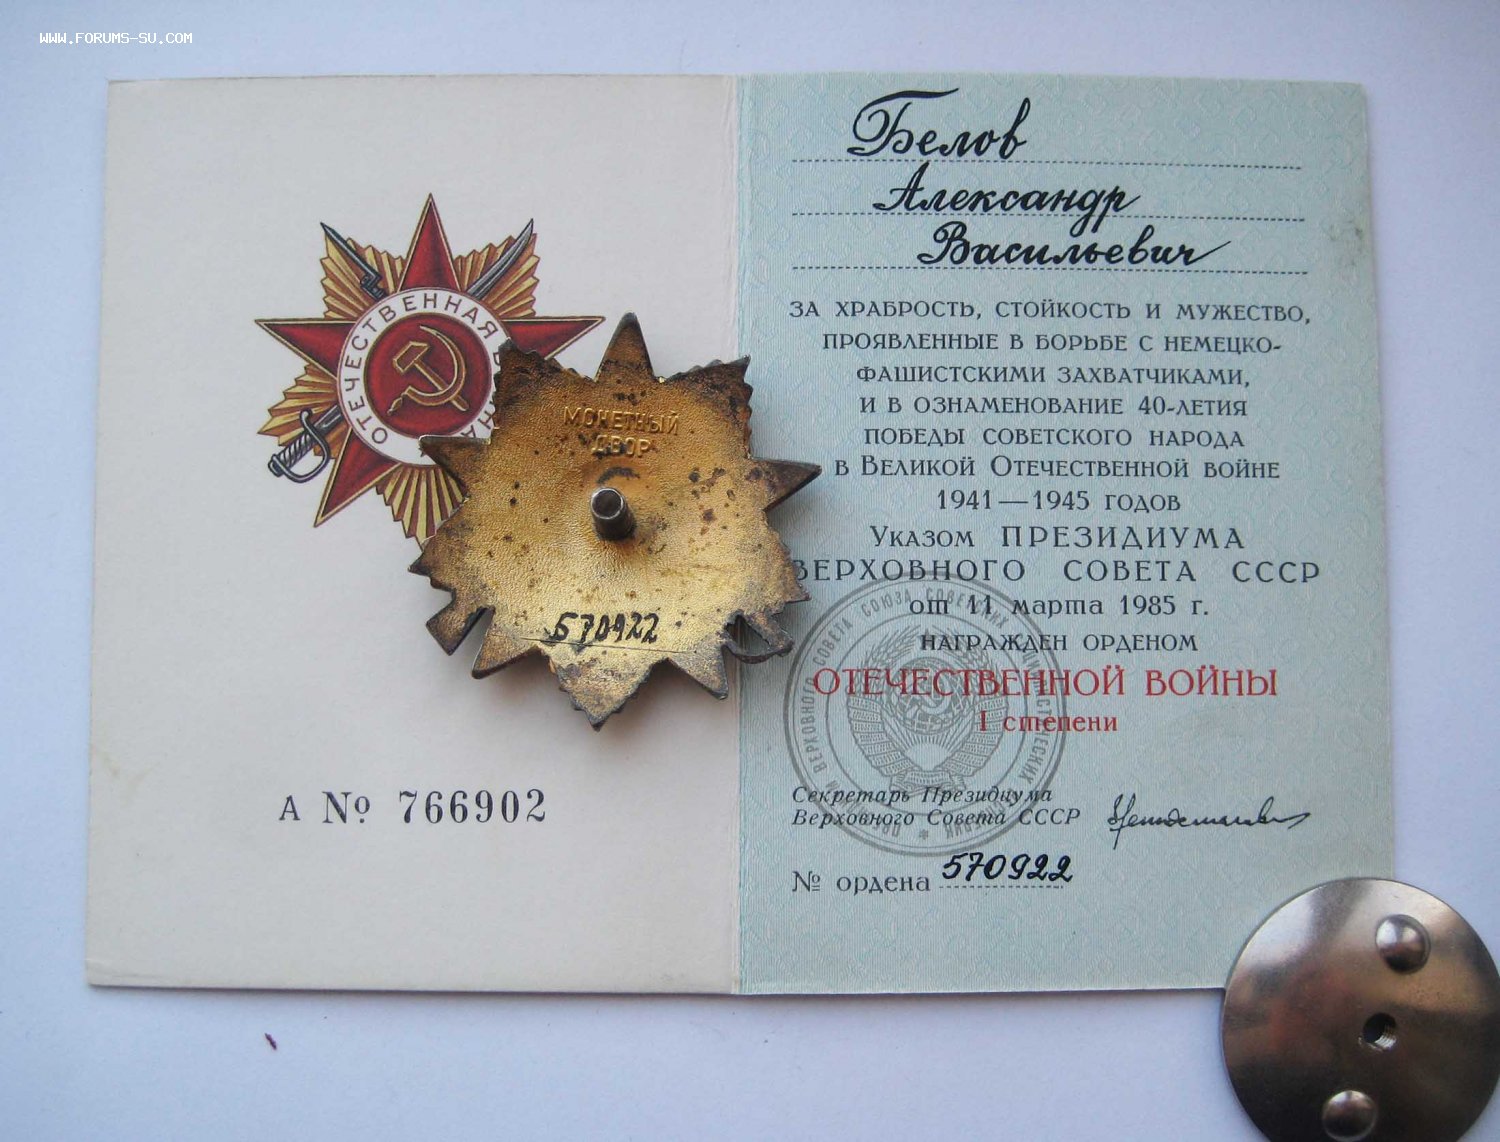 WWW.FORUMS-SU.COM
ОТЕЧЕСТВЕННАЯ
А № 766902
МОНЕТНЫЙ
ДВОР
570922
Белов
Александр
Васильевич
ЗА ХРАБРОСТЬ, СТОЙКОСТЬ И МУЖЕСТВО,
ПРОЯВЛЕННЫЕ В БОРЬБЕ С НЕМЕЦКО-
ФАШИСТСКИМИ ЗАХВАТЧИКАМИ,
И В ОЗНАМЕНОВАНИЕ 40-ЛЕТИЯ
ПОБЕДЫ СОВЕТСКОГО НАРОДА
В ВЕЛИКОЙ ОТЕЧЕСТВЕННОЙ ВОЙНЕ
1941—1945 ГОДОВ
УКАЗОМ ПРЕЗИДИУМА
ВЕРХОВНОГО СОВЕТА СССР
от 11 марта 1985 г.
НАГРАЖДЕН ОРДЕНОМ
ОТЕЧЕСТВЕННОЙ ВОЙНЫ
I степени
Секретарь Президиума
Верховного Совета СССР
№ ордена 570922